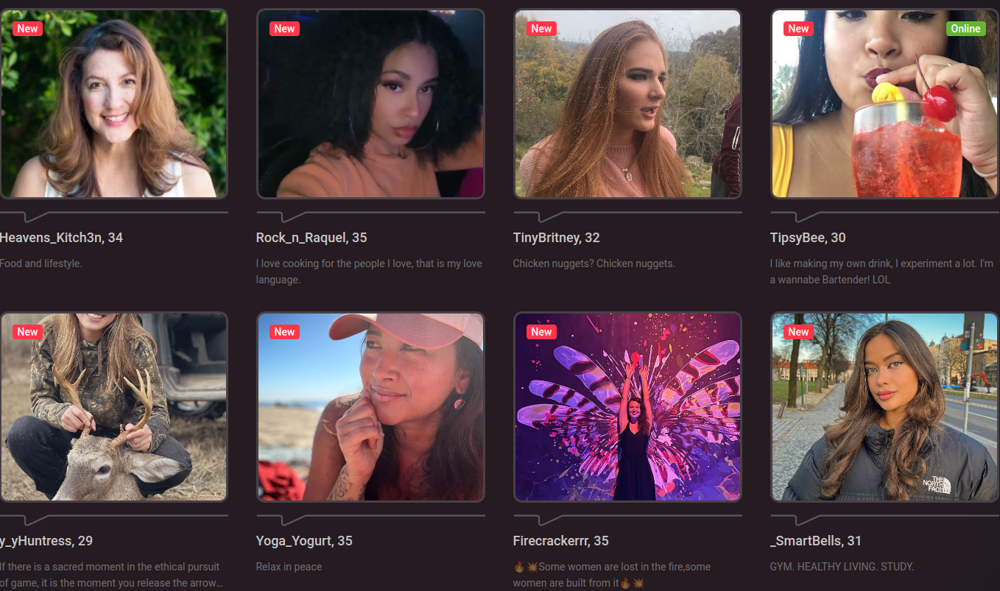 New
New
New
New
Online
Heavens_Kitch3n, 34
Rock_n_Raquel, 35
TinyBritney, 32
TipsyBee, 30
Food and lifestyle.
I love cooking for the people I love, that is my love
language.
Chicken nuggets? Chicken nuggets.
I like making my own drink, I experiment a lot. I'm
a wannabe Bartender! LOL
New
New
New
New
THE
NORTH
FACE
y_yHuntress, 29
Yoga_Yogurt, 35
Firecrackerrr, 35
_SmartBells, 31
If there is a sacred moment in the ethical pursuit
of game, it is the moment you release the arrow...
Relax in peace
🔥💥Some women are lost in the fire,some
women are built from it🔥💥
GYM. HEALTHY LIVING. STUDY.